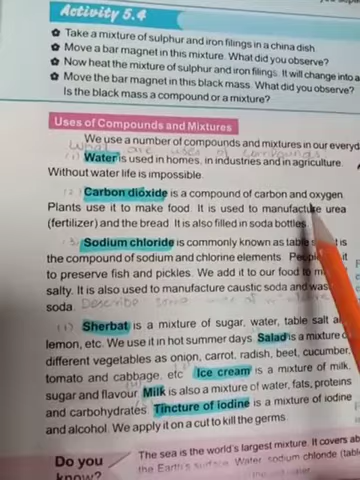 Activity 5.4
Take a mixture of sulphur and iron filings in a china dish
Move a bar magnet in this mixture. What did you observe?
Now heat the mixture of sulphur and iron filings. It will change into a
Move the bar magnet in this black mass. What did you observe?
Is the black mass a compound or a mixture?
Uses of Compounds and Mixtures
We use a number of compounds and mixtures in our everyd
What are uses of compounds
Water is used in homes, in industries and in agriculture.
Without water life is impossible.
Carbon dioxide is a compound of carbon and oxygen.
Plants use it to make food. It is used to manufacture urea
(fertilizer) and the bread. It is also filled in soda bottles.
Sodium chloride is commonly known as table
the compound of sodium and chlorine elements. it
to preserve fish and pickles. We add it to our food to
salty. It is also used to manufacture caustic soda and
soda. Describe some
Sherbat is a mixture of sugar, water, table salt
lemon, etc. We use it in hot summer days. Salad is a mixture
different vegetables as onion, carrot, radish, beet, cucumber,
tomato and cabbage, etc Ice cream is a mixture of milk,
sugar and flavour. Milk is also a mixture of water, fats, proteins
and carbohydrates. Tincture of iodine is a mixture of iodine
and alcohol. We apply it on a cut to kill the germs.
Do you
know?
The sea is the world's largest mixture. It covers ab
the Earth's surface. Water, sodium chloride (tabl